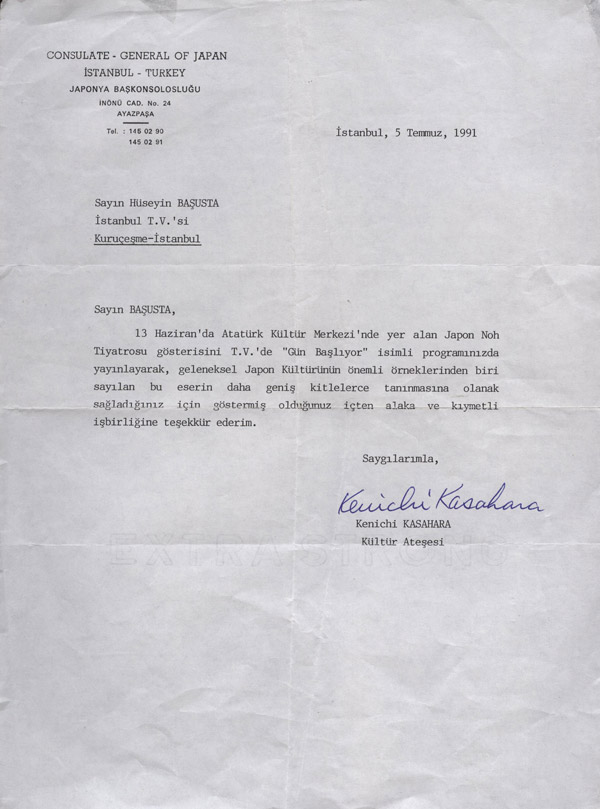 CONSULATE - GENERAL OF JAPAN
İSTANBUL - TURKEY
JAPONYA BAŞKONSOLOSLUĞU
İNÖNÜ CAD. No. 24
AYAZPAŞA
Tel. : 145 02 90
145 02 91
İstanbul, 5 Temmuz, 1991
Sayın Hüseyin BAŞUSTA
İstanbul T.V.'si
Kuruçeşme-İstanbul
Sayın BAŞUSTA,
13 Haziran'da Atatürk Kültür Merkezi'nde yer alan Japon Noh
Tiyatrosu gösterisini T.V.'de "Gün Başlıyor" isimli programınızda
yayınlayarak, geleneksel Japon Kültürünün önemli örneklerinden biri
sayılan bu eserin daha geniş kitlelerce tanınmasına olanak
sağladığınız için göstermiş olduğunuz içten alaka ve kıymetli
işbirliğine teşekkür ederim.
Saygılarımla,
Kenichi Kasahara
Kenichi KASAHARA
Kültür Ateşesi
EXTRA STRONG